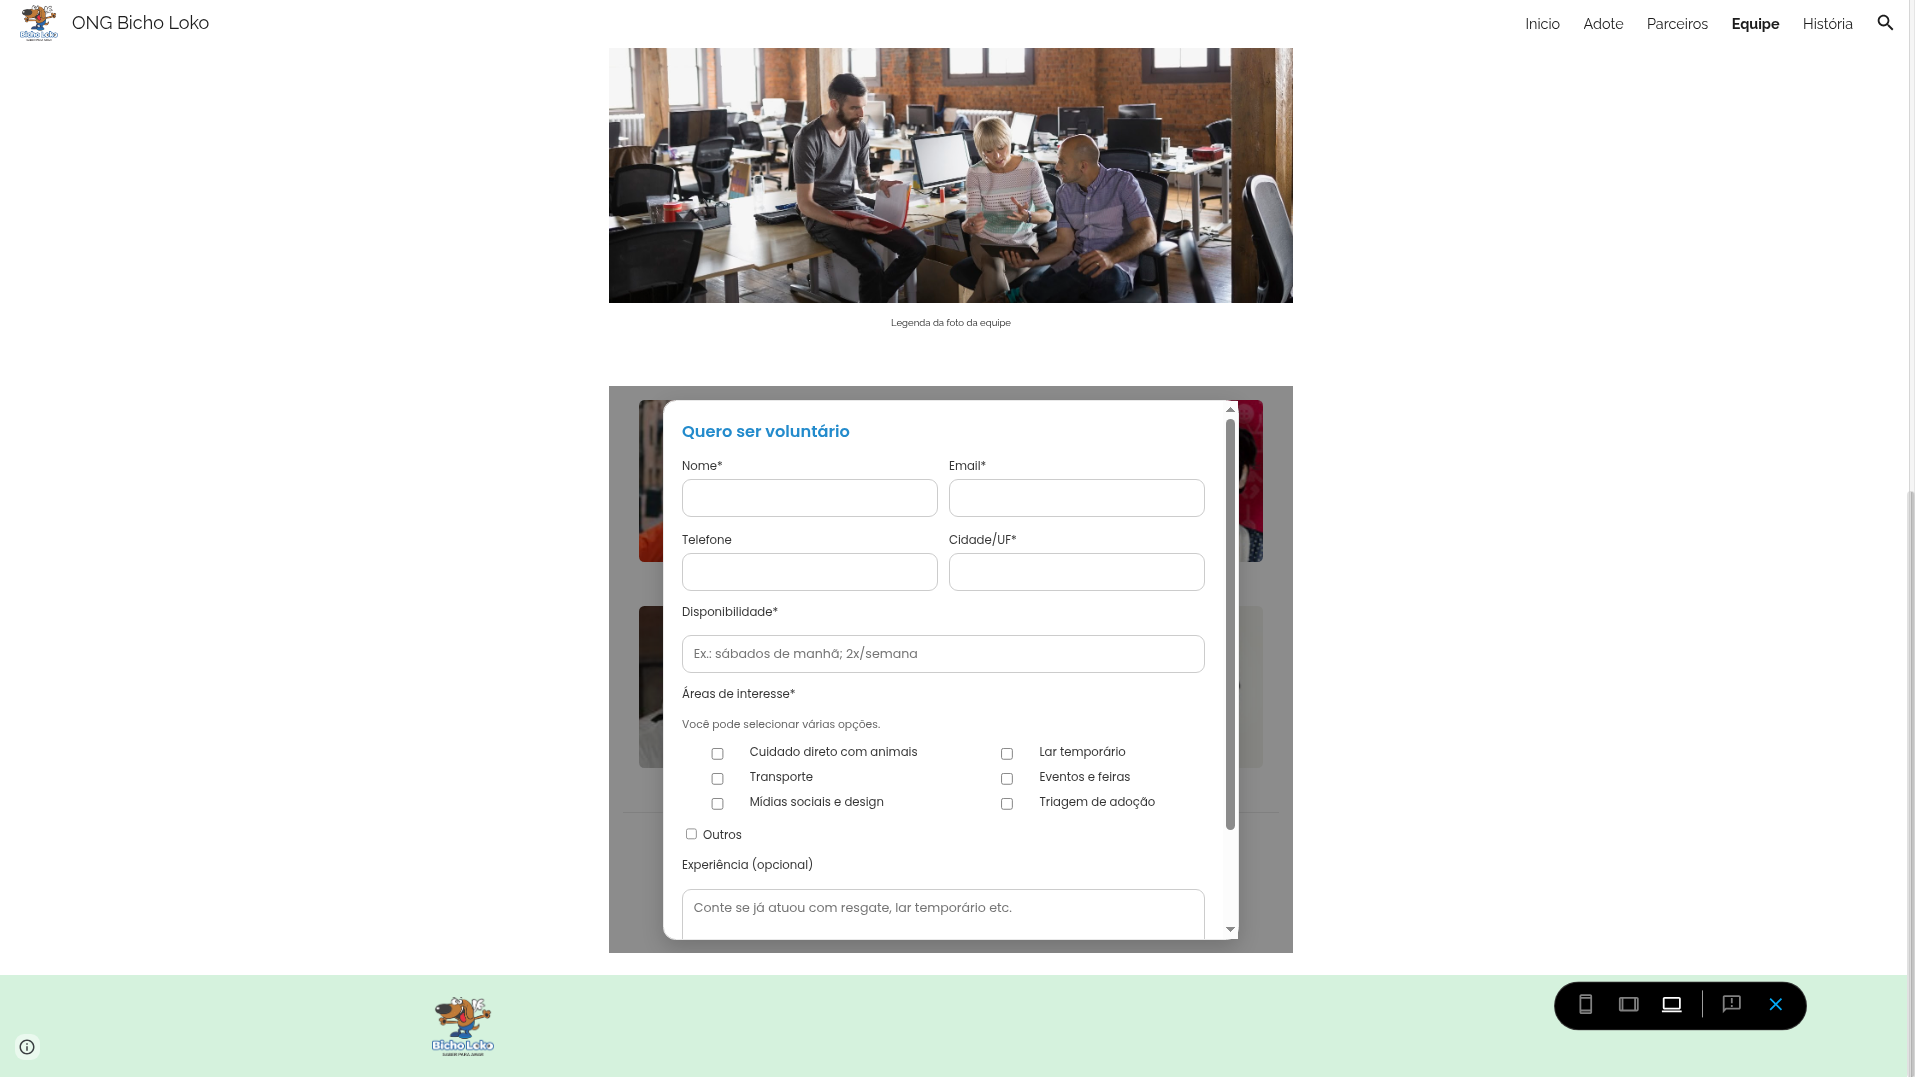 ONG Bicho Loko
Inicio Adote Parceiros Equipe História
Legenda da foto da equipe
Quero ser voluntário
Nome* Email*
Telefone Cidade/UF*
Disponibilidade*
Ex.: sábados de manhã; 2x/semana
Áreas de interesse*
Você pode selecionar várias opções.
Cuidado direto com animais Lar temporário
Transporte Eventos e feiras
Mídias sociais e design Triagem de adoção
Outros
Experiência (opcional)
Conte se já atuou com resgate, lar temporário etc.
Bicho Loko